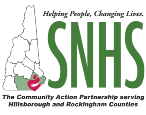 Helping People, Changing Lives.
SNHS
The Community Action Partnership serving
Hillsborough and Rockingham Counties